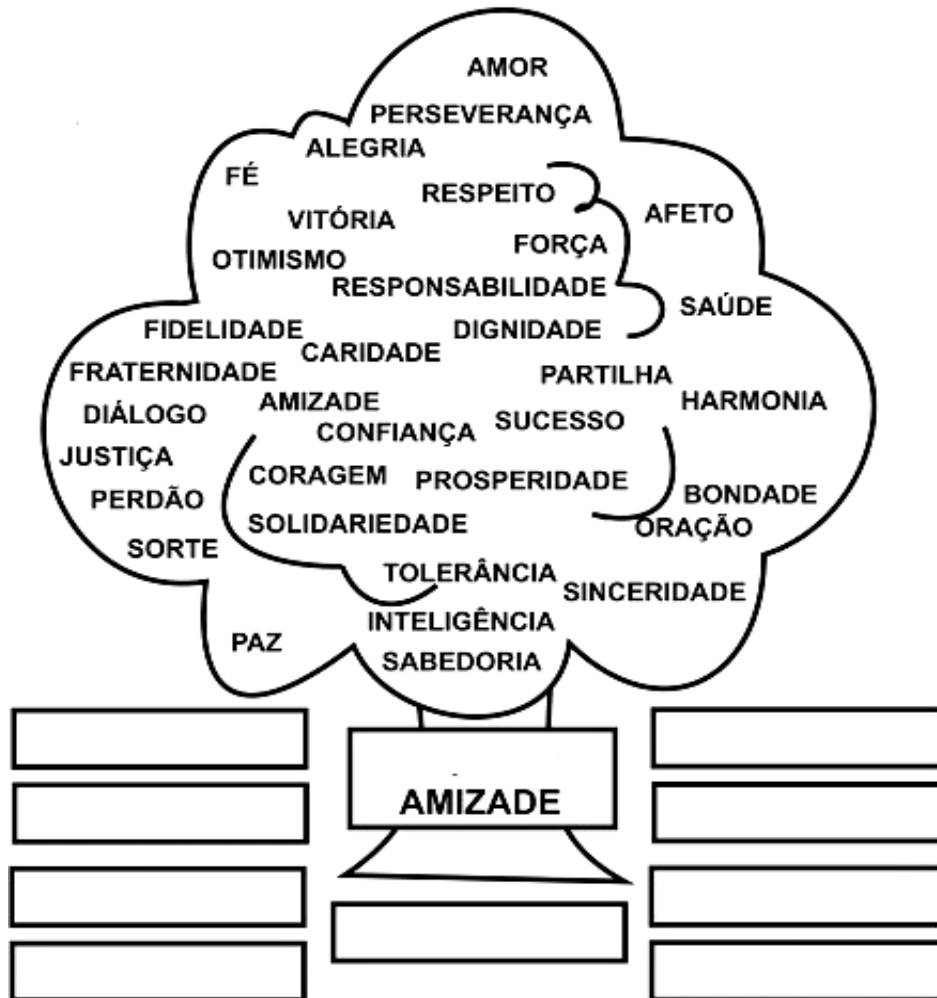 AMOR
PERSEVERANÇA
ALEGRIA
FÉ
RESPEITO
AFETO
VITÓRIA
FORÇA
OTIMISMO
RESPONSABILIDADE
SAÚDE
FIDELIDADE
DIGNIDADE
CARIDADE
FRATERNIDADE
PARTILHA
AMIZADE
HARMONIA
DIÁLOGO
SUCESSO
CONFIANÇA
JUSTIÇA
CORAGEM
PROSPERIDADE
PERDÃO
BONDADE
SOLIDARIEDADE
ORAÇÃO
SORTE
TOLERÂNCIA
SINCERIDADE
INTELIGÊNCIA
PAZ
SABEDORIA
AMIZADE